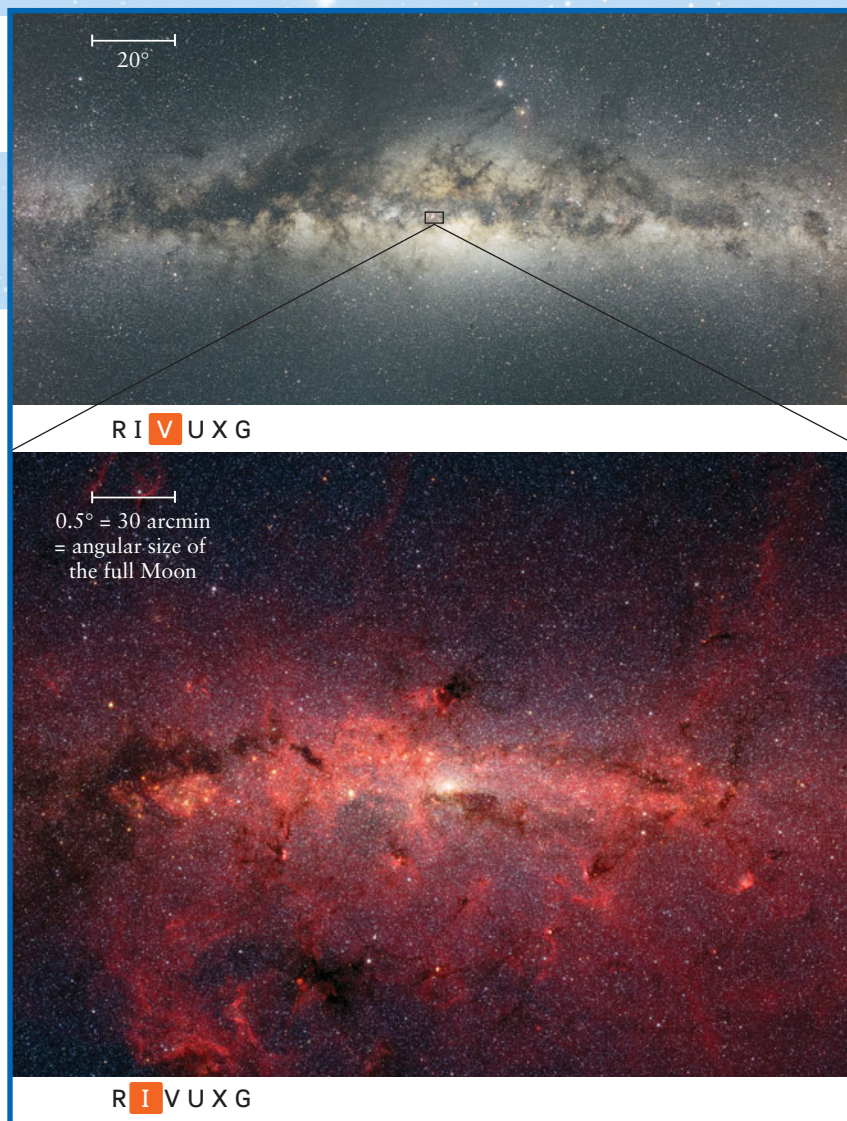 20°
R I V U X G
0.5° = 30 arcmin
= angular size of
the full Moon
R I V U X G